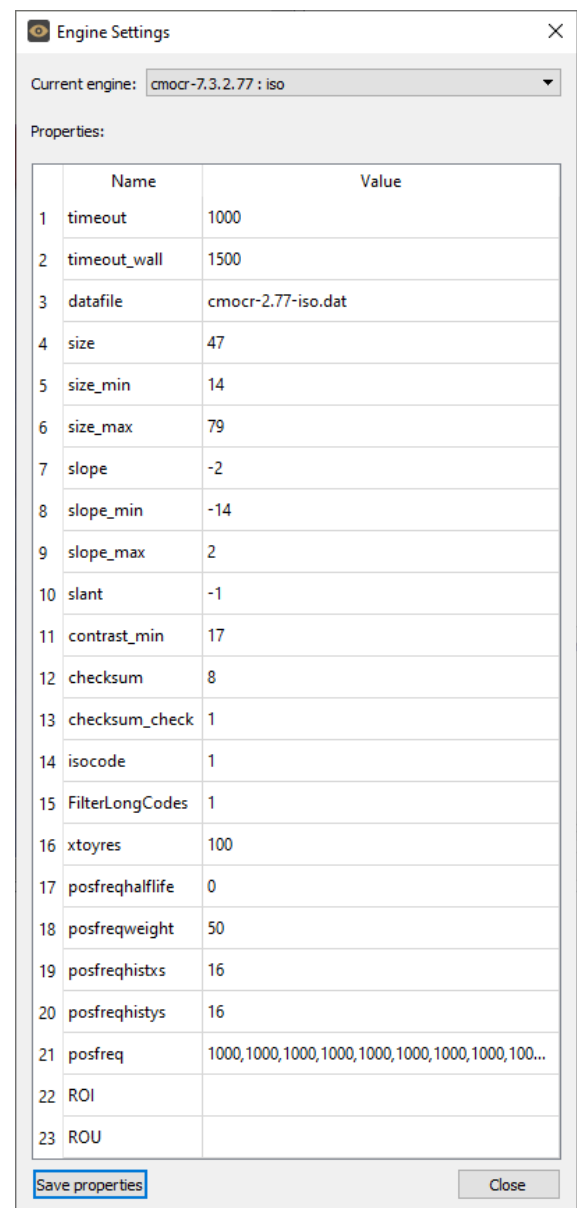 Engine Settings
Current engine: cmocr-7.3.2.77 : iso
Properties:
Name Value
1 timeout 1000
2 timeout_wall 1500
3 datafile cmocr-2.77-iso.dat
4 size 47
5 size_min 14
6 size_max 79
7 slope -2
8 slope_min -14
9 slope_max 2
10 slant -1
11 contrast_min 17
12 checksum 8
13 checksum_check 1
14 isocode 1
15 FilterLongCodes 1
16 xtoyres 100
17 posfreqhalflife 0
18 posfreqweight 50
19 posfreqhistxs 16
20 posfreqhistys 16
21 posfreq 1000,1000,1000,1000,1000,1000,1000,1000,100...
22 ROI
23 ROU
Save properties Close